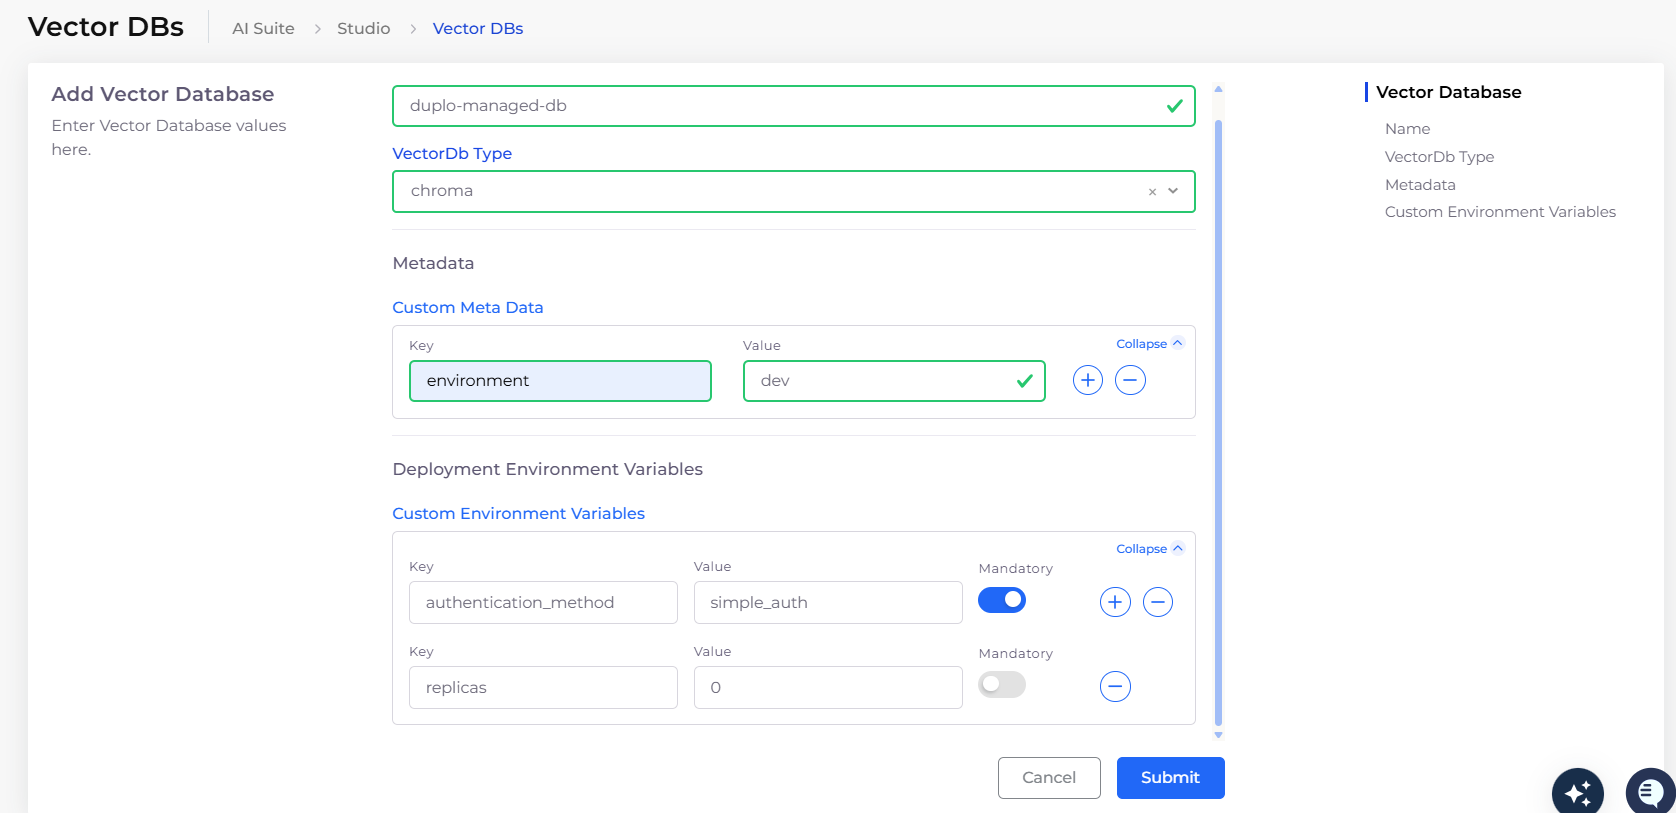 Vector DBs
AI Suite > Studio > Vector DBs
Add Vector Database
Enter Vector Database values
here.
duplo-managed-db
VectorDb Type
chroma
Metadata
Custom Meta Data
Collapse
Key Value
environment dev
Deployment Environment Variables
Custom Environment Variables
Collapse
Key Value Mandatory
authentication_method simple_auth
Key Value Mandatory
replicas 0
Cancel Submit
Vector Database
Name
VectorDb Type
Metadata
Custom Environment Variables